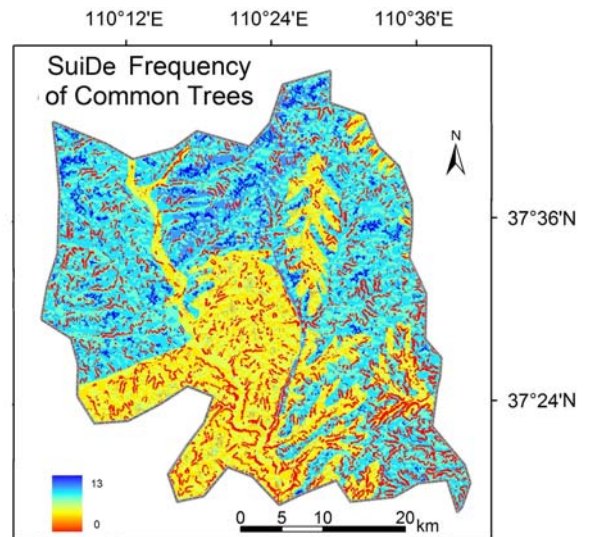 110°12'E 110°24'E 110°36'E
SuiDe Frequency
of Common Trees
N
37°36'N
37°24'N
13
0
0 5 10 20 km